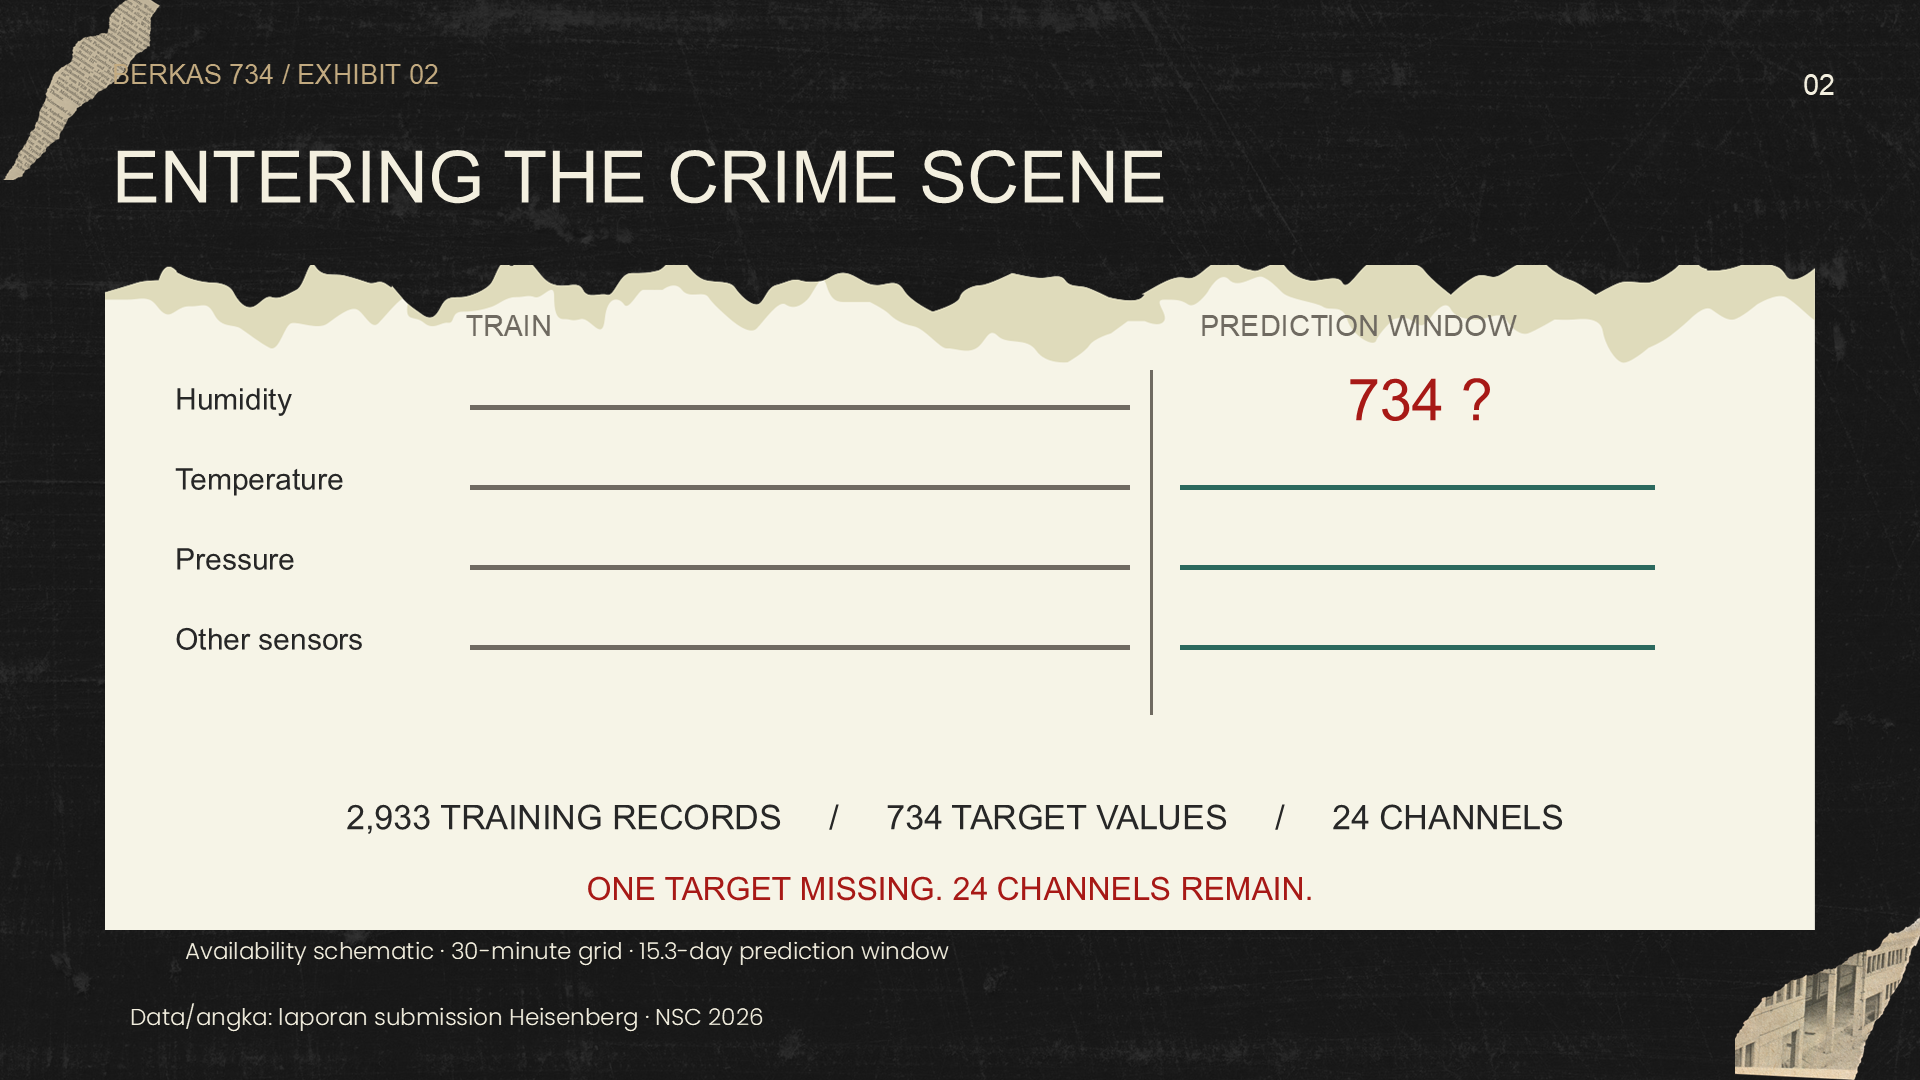 BERKAS 734 / EXHIBIT 02
02
ENTERING THE CRIME SCENE
TRAIN
PREDICTION WINDOW
Humidity
734 ?
Temperature
Pressure
Other sensors
2,933 TRAINING RECORDS / 734 TARGET VALUES / 24 CHANNELS
ONE TARGET MISSING. 24 CHANNELS REMAIN.
Availability schematic · 30-minute grid · 15.3-day prediction window
Data/angka: laporan submission Heisenberg · NSC 2026